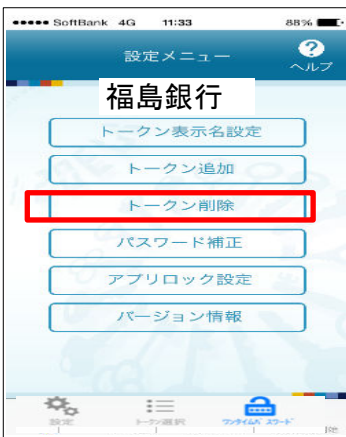 SoftBank 4G 11:33 88%
設定メニュー
?
ヘルプ
福島銀行
トークン表示名設定
トークン追加
トークン削除
パスワード補正
アプリロック設定
バージョン情報
設定 トークン選択 ワンタイムパスワード